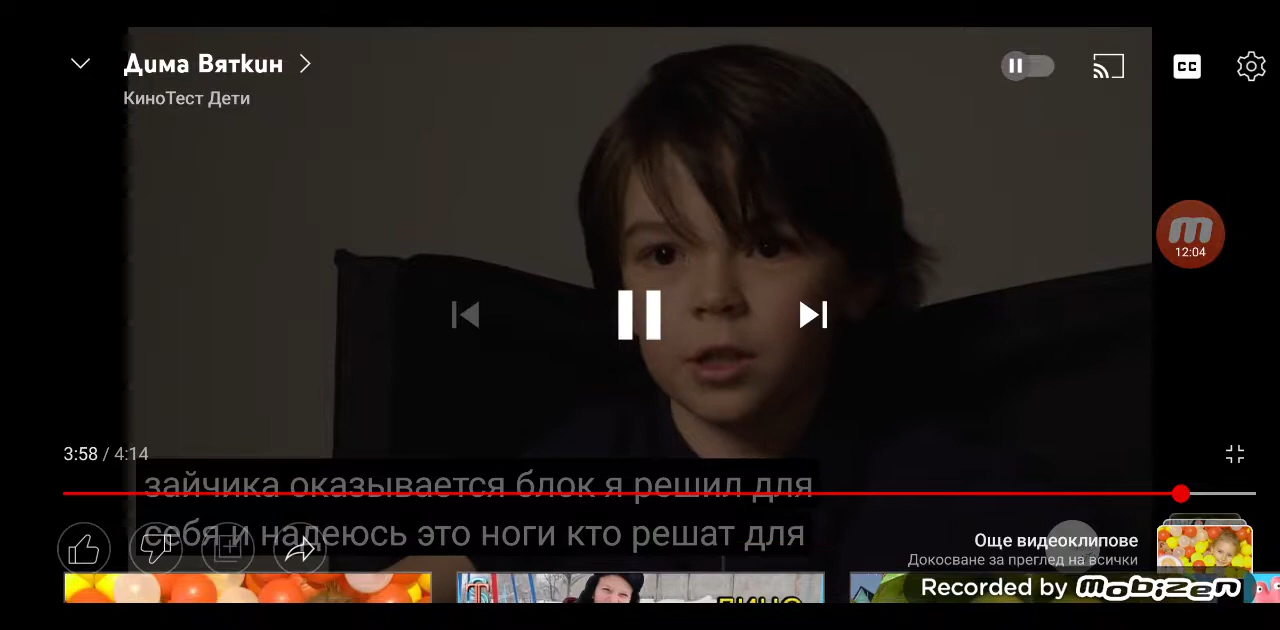 Дима Вяткин
КиноТест Дети
CC
m
12:04
3:58 / 4:14
зайчика оказывается блок я решил для
себя и надеюсь это ноги кто решат для
Още видеоклипове
Докосване за преглед на всички
Recorded by mobizen